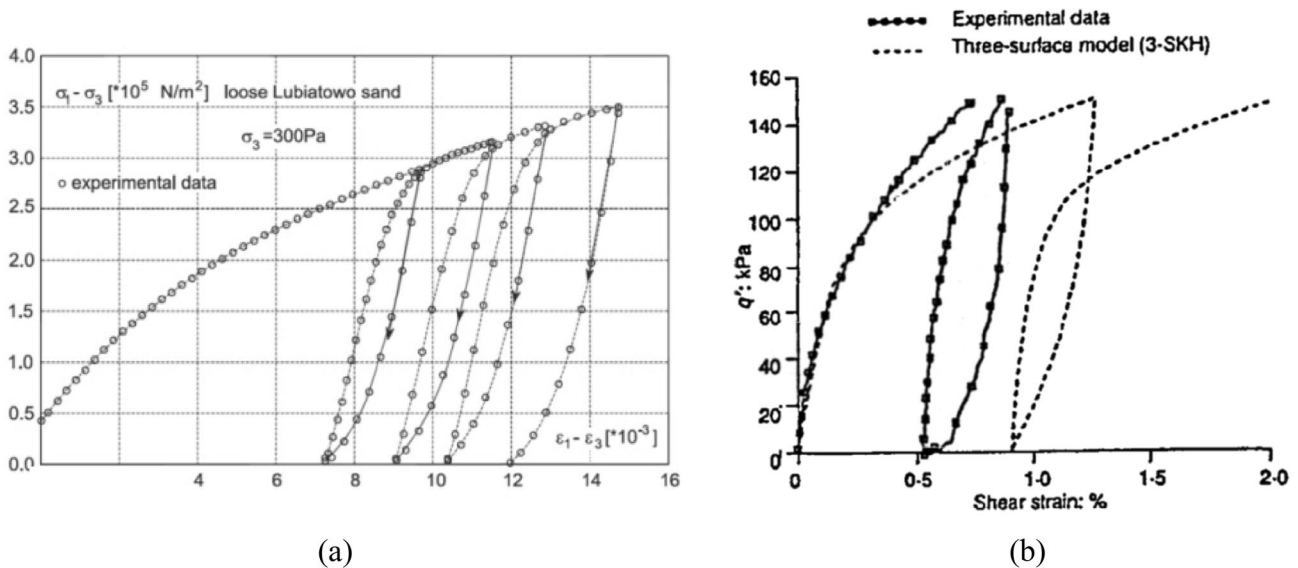 4.0
3.5
3.0
2.5
2.0
1.5
1.0
0.5
0.0
σ₁ - σ₃ [*10⁵ N/m²] loose Lubiatowo sand
σ₃ =300Pa
experimental data
ε₁ - ε₃ [*10⁻³]
4 6 8 10 12 14 16
(a)
Experimental data
Three-surface model (3-SKH)
160
140
120
100
80
60
40
20
0
q': kPa
0 0·5 1·0 1·5 2·0
Shear strain: %
(b)